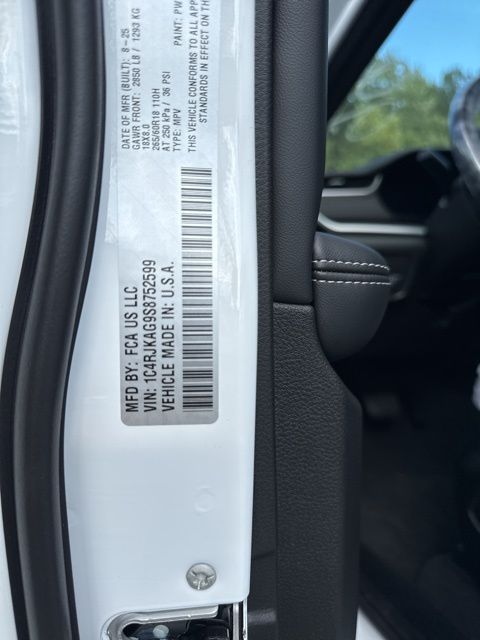 MFD BY: FCA US LLC
DATE OF MFR (BUILT): 8-25
GAWR FRONT: 2850 LB / 1293 KG
18X8.0
265/60R18 110H
AT 250 kPa / 36 PSI
VIN: 1C4RJKAG9S8752599
TYPE: MPV
VEHICLE MADE IN: U.S.A.
PAINT: PW
THIS VEHICLE CONFORMS TO ALL APP
STANDARDS IN EFFECT ON THE